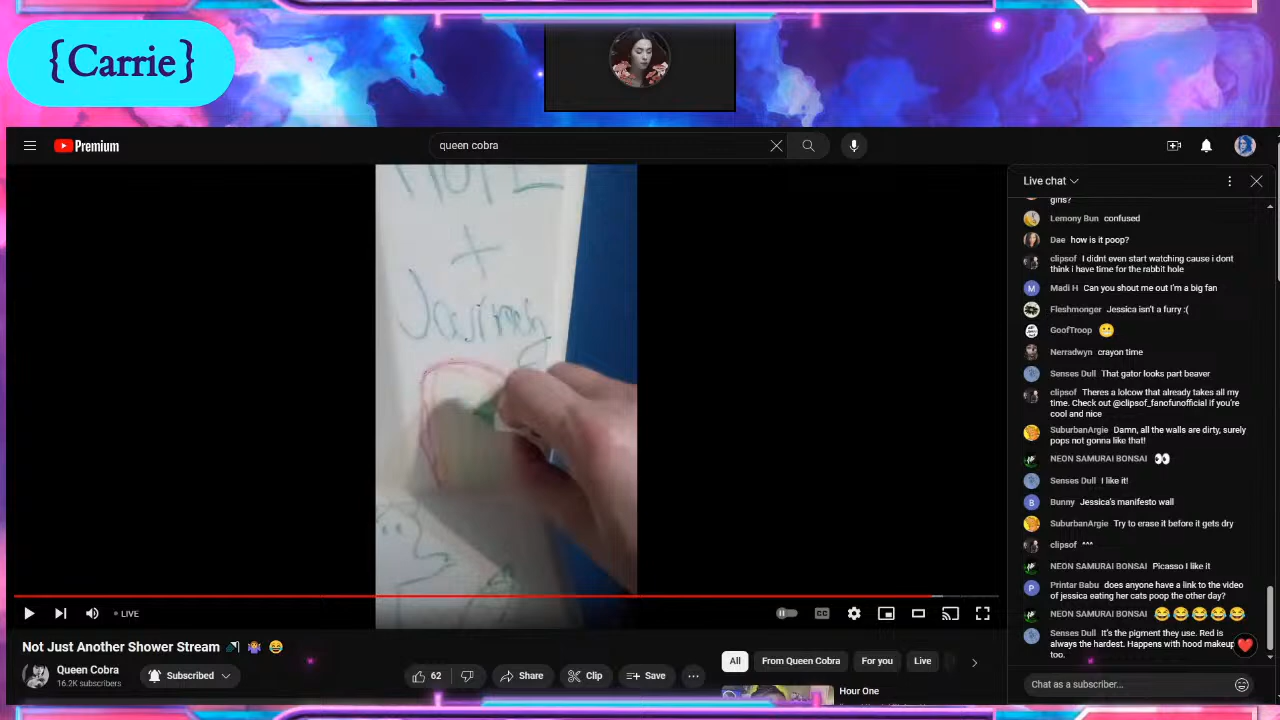 {Carrie}
Premium
queen cobra
+
Live chat
girls?
Lemony Bun confused
Dae how is it poop?
clipsof I didnt even start watching cause i dont
think i have time for the rabbit hole
Madi H Can you shout me out I'm a big fan
Fleshmonger Jessica isn't a furry :(
GoofTroop 😬
Nerradwyn crayon time
Senses Dull That gator looks part beaver
clipsof Theres a lolcow that already takes all my
time. Check out @clipsof_fanofunofficial if you're
cool and nice
SuburbanArgie Damn, all the walls are dirty, surely
pops not gonna like that!
NEON SAMURAI BONSAI 👀
Senses Dull I like it!
Bunny Jessica's manifesto wall
SuburbanArgie Try to erase it before it gets dry
clipsof ^^^
NEON SAMURAI BONSAI Picasso I like it
Printar Babu does anyone have a link to the video
of jessica eating her cats poop the other day?
NEON SAMURAI BONSAI 😂😂😂😂😂
Senses Dull It's the pigment they use. Red is
always the hardest. Happens with hood makeup
too.
Chat as a subscriber...
LIVE
CC
Not Just Another Shower Stream 🚿 🤷‍♀️ 😂
Queen Cobra
16.2K subscribers
Subscribed
62
Share
Clip
Save
All
From Queen Cobra
For you
Live
Hour One